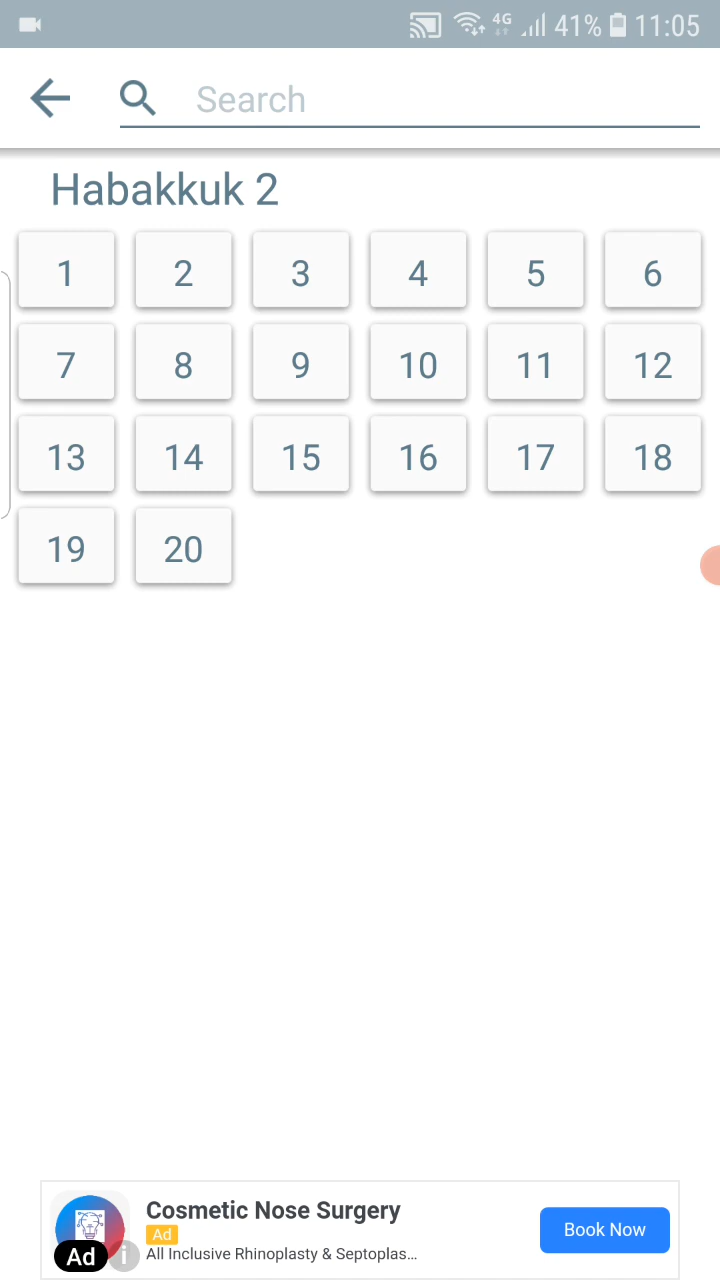 4G 41% 11:05
Search
Habakkuk 2
1 2 3 4 5 6
7 8 9 10 11 12
13 14 15 16 17 18
19 20
Cosmetic Nose Surgery
Ad
All Inclusive Rhinoplasty & Septoplas...
Ad i
Book Now